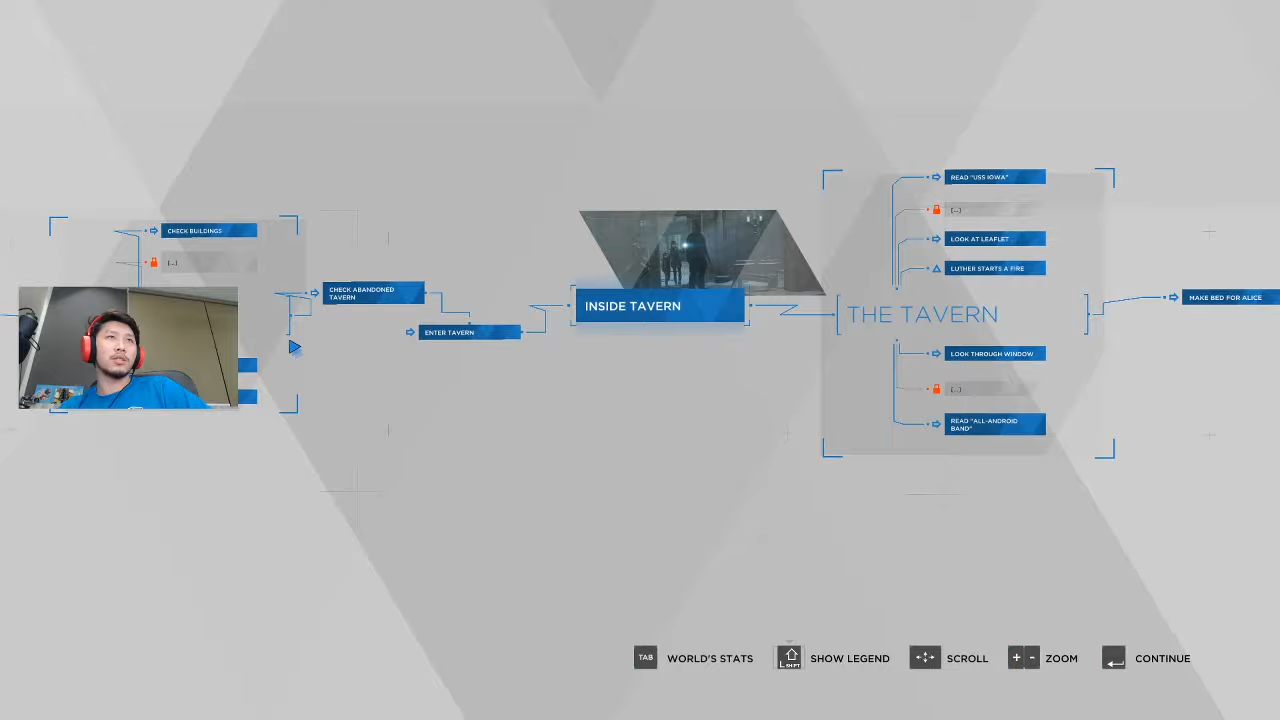 CHECK BUILDINGS
[...]
CHECK ABANDONED
TAVERN
ENTER TAVERN
INSIDE TAVERN
READ "USS IOWA"
[...]
LOOK AT LEAFLET
LUTHER STARTS A FIRE
THE TAVERN
LOOK THROUGH WINDOW
[...]
READ "ALL-ANDROID
BAND"
MAKE BED FOR ALICE
TAB WORLD'S STATS
L SHIFT SHOW LEGEND
SCROLL
+ - ZOOM
CONTINUE